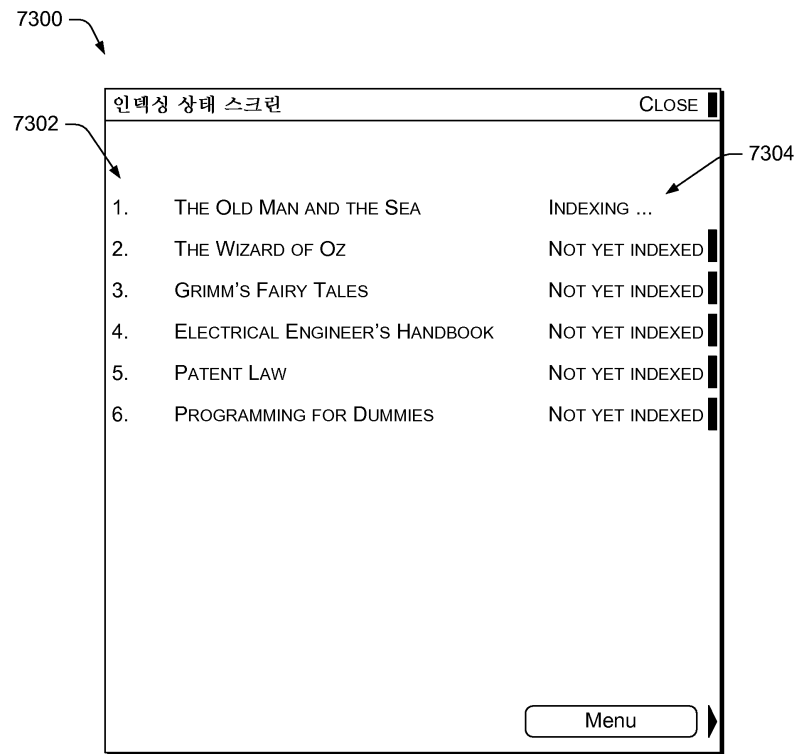 7300
인덱싱 상태 스크린 CLOSE
7302
7304
1. THE OLD MAN AND THE SEA INDEXING ...
2. THE WIZARD OF OZ NOT YET INDEXED
3. GRIMM'S FAIRY TALES NOT YET INDEXED
4. ELECTRICAL ENGINEER'S HANDBOOK NOT YET INDEXED
5. PATENT LAW NOT YET INDEXED
6. PROGRAMMING FOR DUMMIES NOT YET INDEXED
Menu